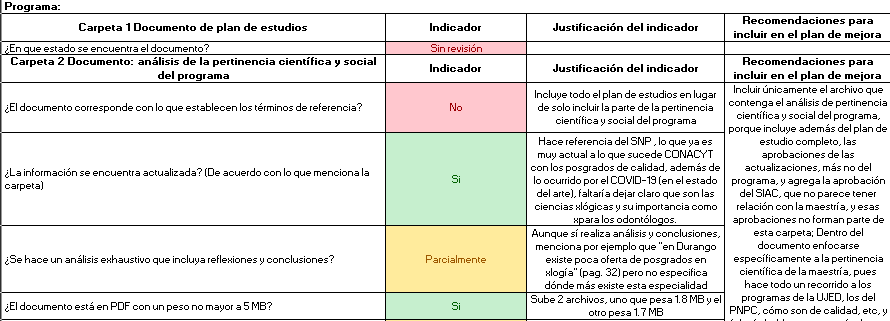 Programa:
Carpeta 1 Documento de plan de estudios
Indicador
Justificación del indicador
Recomendaciones para
incluir en el plan de mejora
¿En que estado se encuentra el documento?
Sin revisión
Carpeta 2 Documento: análisis de la pertinencia científica y social
del programa
Indicador
Justificación del indicador
Recomendaciones para
incluir en el plan de mejora
¿El documento corresponde con lo que establecen los términos de referencia?
No
Incluye todo el plan de estudios en lugar
de solo incluir la parte de la pertinencia
científica y social del programa
¿La información se encuentra actualizada? (De acuerdo con lo que menciona la
carpeta)
Si
Hace referencia del SNP , lo que ya es
muy actual a lo que sucede CONACYT
con los posgrados de calidad, además de
lo ocurrido por el COVID-19 (en el estado
del arte), faltaría dejar claro que son las
ciencias xlógicas y su importancia como
xpara los odontólogos.
¿Se hace un análisis exhaustivo que incluya reflexiones y conclusiones?
Parcialmente
Aunque sí realiza análisis y conclusiones,
menciona por ejemplo que "en Durango
existe poca oferta de posgrados en
xlogía" (pag. 32) pero no especifica
dónde más existe esta especialidad
¿El documento está en PDF con un peso no mayor a 5 MB?
Si
Sube 2 archivos, uno que pesa 1.8 MB y el
otro pesa 1.7 MB
Incluir únicamente el archivo que
contenga el análisis de pertinencia
científica y social del programa,
porque incluye además del plan de
estudio completo, las
aprobaciones de las
actualizaciones, más no del
programa, y agrega la aprobación
del SIAC, que no parece tener
relación con la maestría, y esas
aprobaciones no forman parte de
esta carpeta; Dentro del
documento enfocarse
específicamente a la pertinencia
científica de la maestría, pues
hace todo un recorrido a los
programas de la UJED, los del
PNPC, cómo son de calidad, etc, y